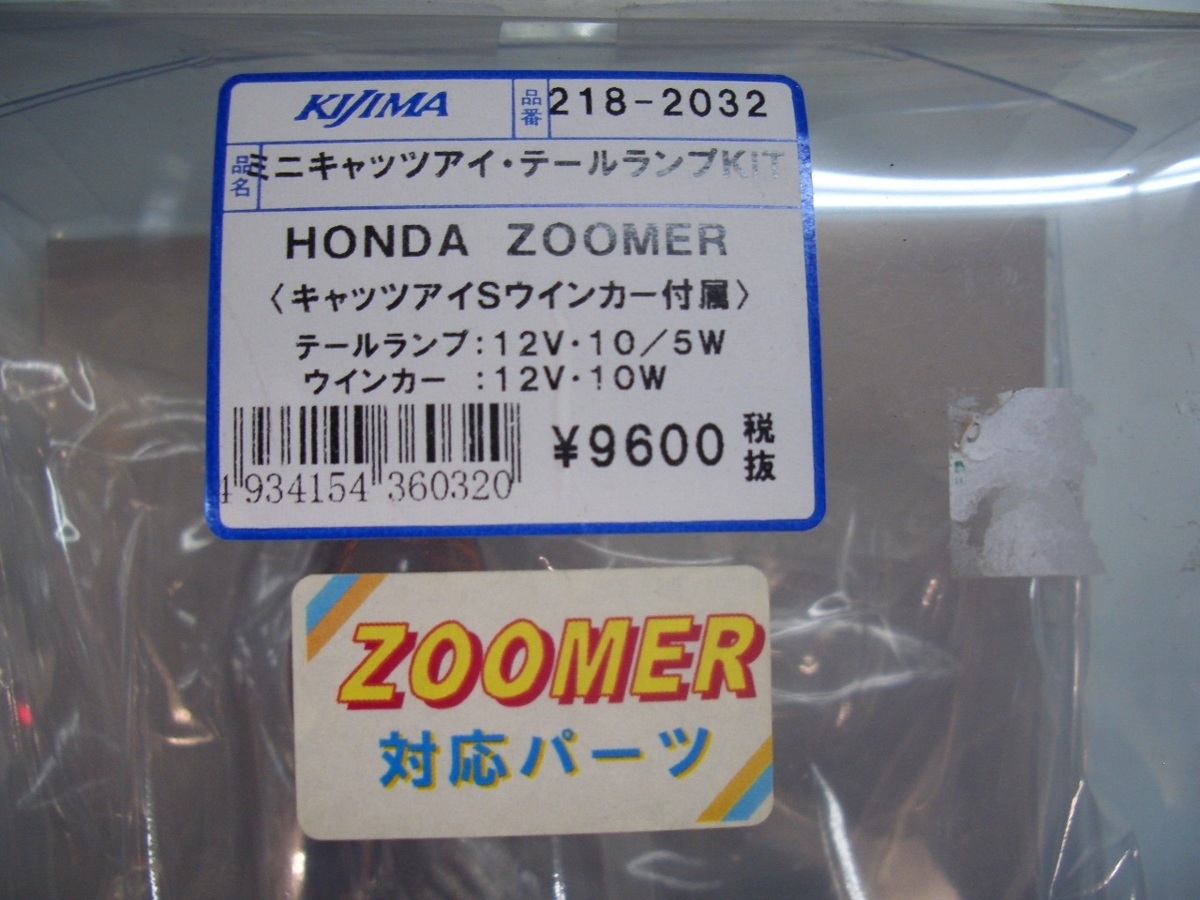 KIJIMA 品番 218-2032
品名 ミニキャッツアイ・テールランプKIT
HONDA ZOOMER
〈キャッツアイSウインカー付属〉
テールランプ:12V・10/5W
ウインカー :12V・10W
¥9600 税抜
4 934154 360320
ZOOMER
対応パーツ